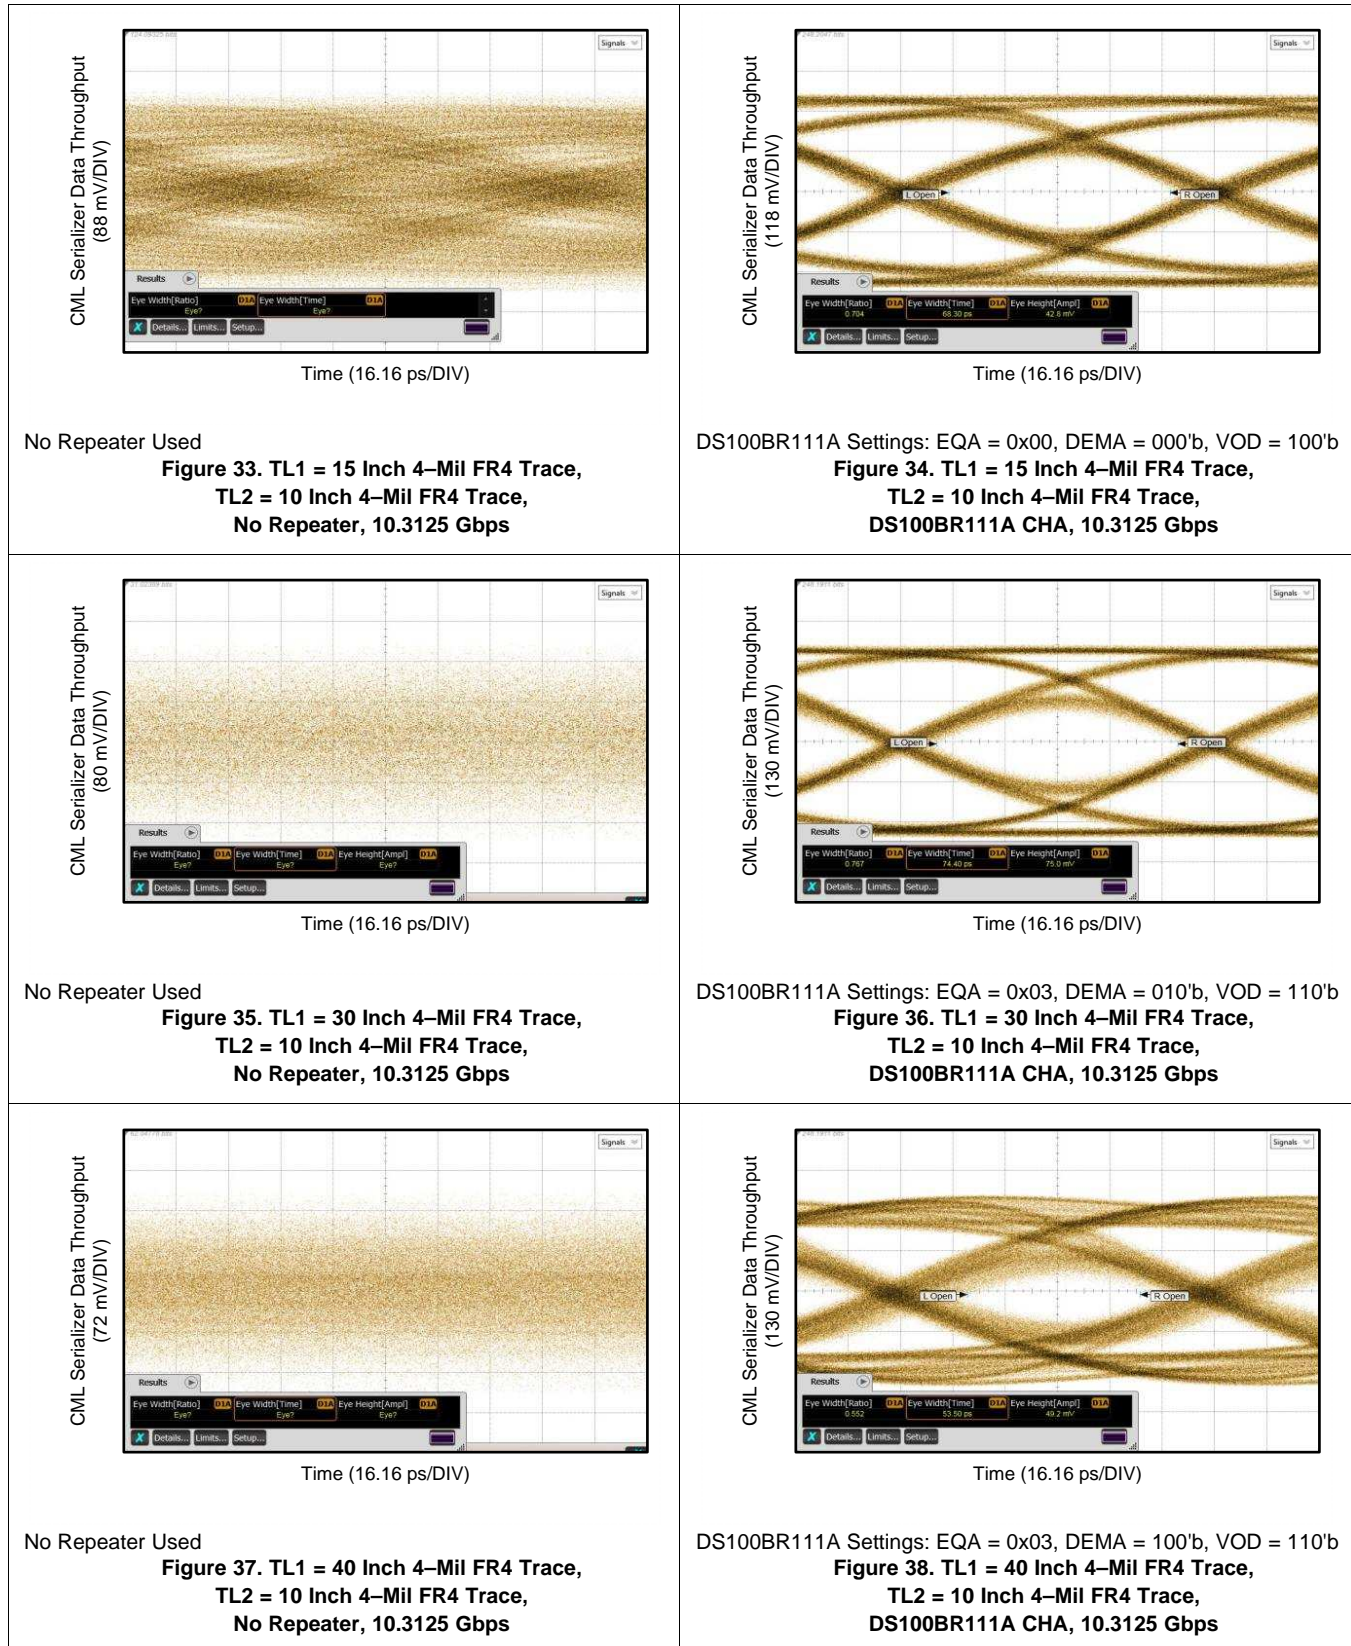 Signals
Results
Eye Width[Ratio] D1A Eye Width[Time] D1A
Eye? Eye?
X Details... Limits... Setup...
CML Serializer Data Throughput
(88 mV/DIV)
Time (16.16 ps/DIV)
No Repeater Used
Figure 33. TL1 = 15 Inch 4–Mil FR4 Trace,
TL2 = 10 Inch 4–Mil FR4 Trace,
No Repeater, 10.3125 Gbps
Signals
L Open R Open
Results
Eye Width[Ratio] D1A Eye Width[Time] D1A Eye Height[Ampl] D1A
0.704 68.30 ps 42.8 mV
X Details... Limits... Setup...
CML Serializer Data Throughput
(118 mV/DIV)
Time (16.16 ps/DIV)
DS100BR111A Settings: EQA = 0x00, DEMA = 000'b, VOD = 100'b
Figure 34. TL1 = 15 Inch 4–Mil FR4 Trace,
TL2 = 10 Inch 4–Mil FR4 Trace,
DS100BR111A CHA, 10.3125 Gbps
Signals
Results
Eye Width[Ratio] D1A Eye Width[Time] D1A Eye Height[Ampl] D1A
Eye? Eye? Eye?
X Details... Limits... Setup...
CML Serializer Data Throughput
(80 mV/DIV)
Time (16.16 ps/DIV)
No Repeater Used
Figure 35. TL1 = 30 Inch 4–Mil FR4 Trace,
TL2 = 10 Inch 4–Mil FR4 Trace,
No Repeater, 10.3125 Gbps
Signals
L Open R Open
Results
Eye Width[Ratio] D1A Eye Width[Time] D1A Eye Height[Ampl] D1A
0.767 74.40 ps 75.0 mV
X Details... Limits... Setup...
CML Serializer Data Throughput
(130 mV/DIV)
Time (16.16 ps/DIV)
DS100BR111A Settings: EQA = 0x03, DEMA = 010'b, VOD = 110'b
Figure 36. TL1 = 30 Inch 4–Mil FR4 Trace,
TL2 = 10 Inch 4–Mil FR4 Trace,
DS100BR111A CHA, 10.3125 Gbps
Signals
Results
Eye Width[Ratio] D1A Eye Width[Time] D1A Eye Height[Ampl] D1A
Eye? Eye? Eye?
X Details... Limits... Setup...
CML Serializer Data Throughput
(72 mV/DIV)
Time (16.16 ps/DIV)
No Repeater Used
Figure 37. TL1 = 40 Inch 4–Mil FR4 Trace,
TL2 = 10 Inch 4–Mil FR4 Trace,
No Repeater, 10.3125 Gbps
Signals
L Open R Open
Results
Eye Width[Ratio] D1A Eye Width[Time] D1A Eye Height[Ampl] D1A
0.552 53.50 ps 49.2 mV
X Details... Limits... Setup...
CML Serializer Data Throughput
(130 mV/DIV)
Time (16.16 ps/DIV)
DS100BR111A Settings: EQA = 0x03, DEMA = 100'b, VOD = 110'b
Figure 38. TL1 = 40 Inch 4–Mil FR4 Trace,
TL2 = 10 Inch 4–Mil FR4 Trace,
DS100BR111A CHA, 10.3125 Gbps